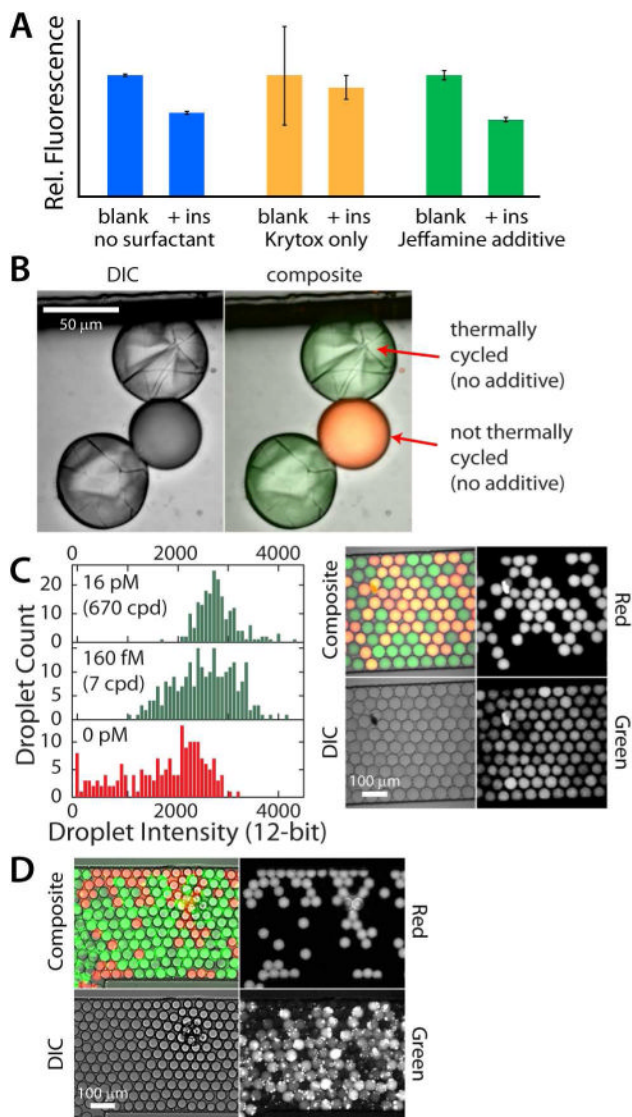 A
Rel. Fluorescence
blank + ins blank + ins blank + ins
no surfactant Krytox only Jeffamine additive
B
DIC composite
50 μm
thermally
cycled
(no additive)
not thermally
cycled
(no additive)
C
0 2000 4000
Droplet Count
20
10
0
16 pM
(670 cpd)
15
10
5
0
160 fM
(7 cpd)
10
5
0
0 pM
0 2000 4000
Droplet Intensity (12-bit)
Composite
Red
DIC
Green
100 μm
D
Composite
Red
DIC
Green
100 μm